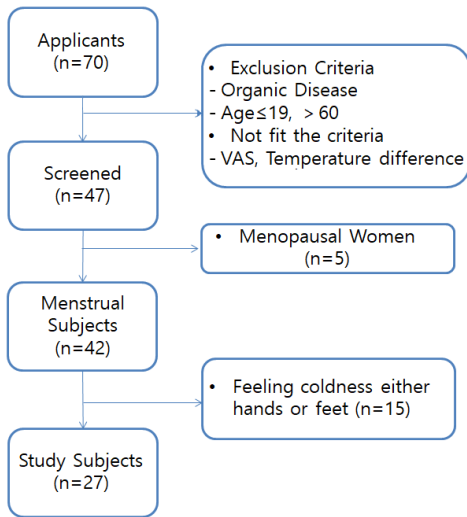 Applicants
(n=70)
• Exclusion Criteria
- Organic Disease
- Age≤19, > 60
• Not fit the criteria
- VAS, Temperature difference
Screened
(n=47)
• Menopausal Women
(n=5)
Menstrual
Subjects
(n=42)
• Feeling coldness either
hands or feet (n=15)
Study Subjects
(n=27)